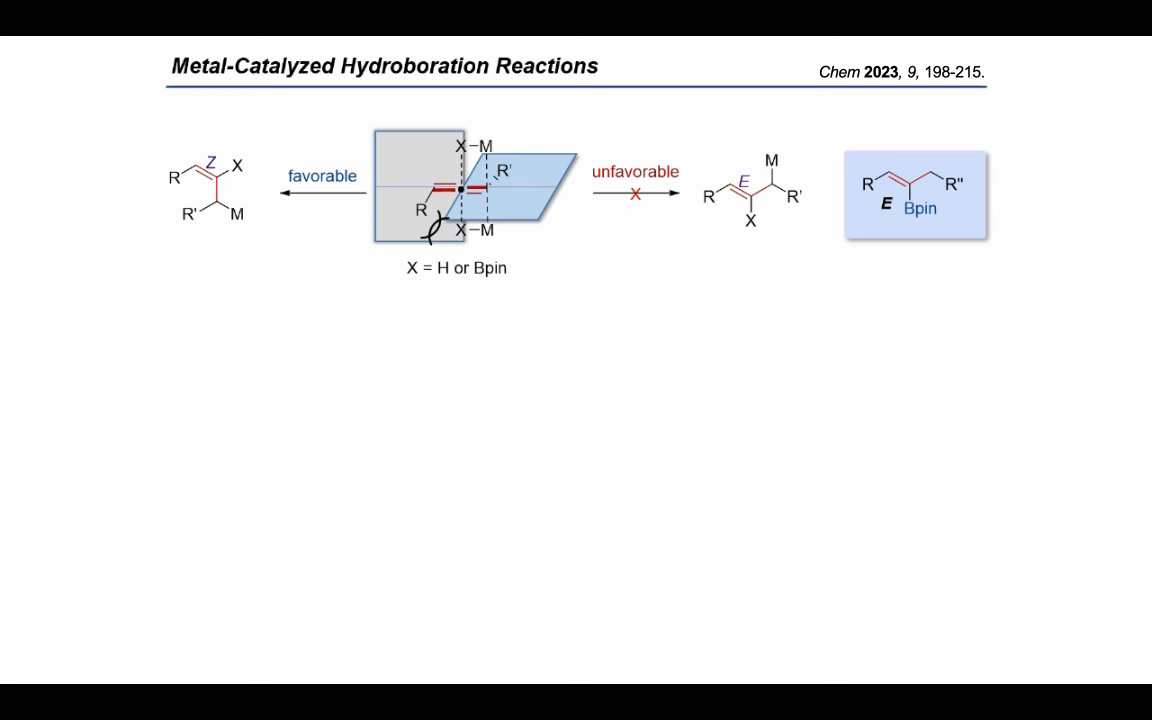 Metal-Catalyzed Hydroboration Reactions
Chem 2023, 9, 198-215.
R Z X
R' M
favorable
X–M
R'
R
X–M
X = H or Bpin
unfavorable
X
M
R E R'
X
R R"
E Bpin